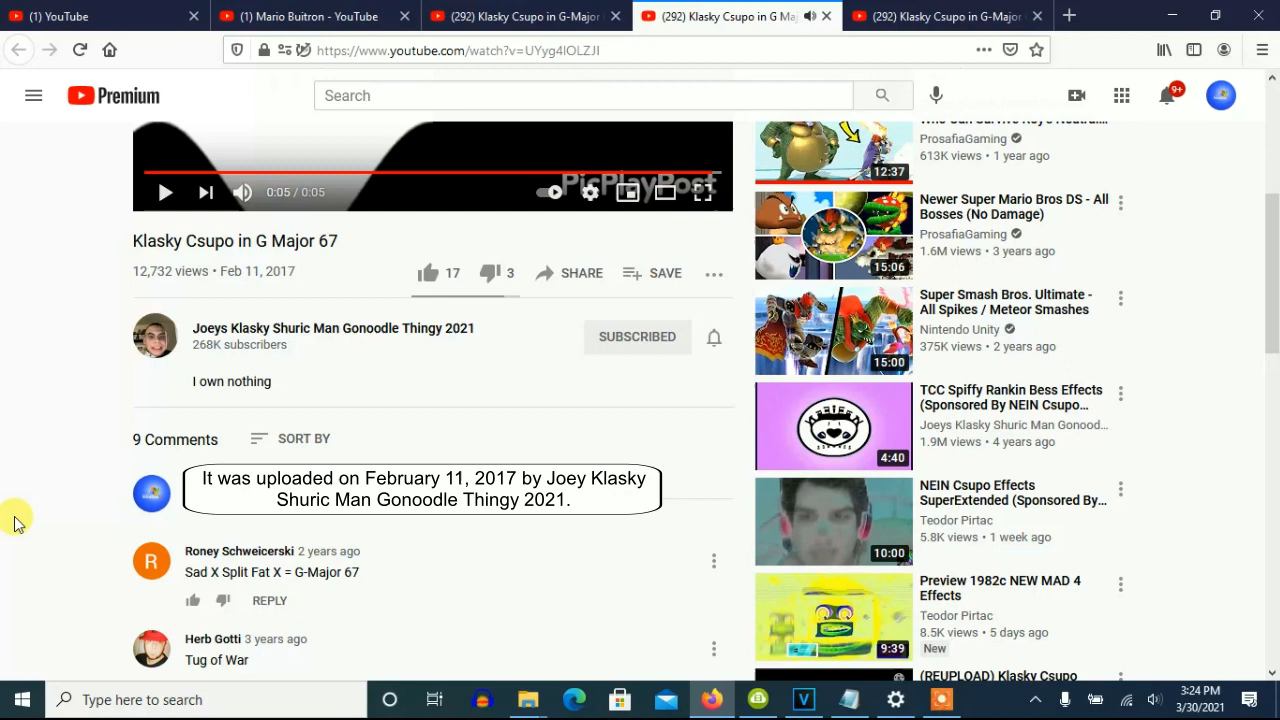 (1) YouTube
(1) Mario Buitron - YouTube
(292) Klasky Csupo in G-Major
(292) Klasky Csupo in G Maj
(292) Klasky Csupo in G-Major
https://www.youtube.com/watch?v=UYyg4lOLZJI
Premium
Search
9+
PicPlayPost
0:05 / 0:05
Klasky Csupo in G Major 67
12,732 views • Feb 11, 2017
17
3
SHARE
SAVE
Joeys Klasky Shuric Man Gonoodle Thingy 2021
268K subscribers
SUBSCRIBED
I own nothing
9 Comments
SORT BY
It was uploaded on February 11, 2017 by Joey Klasky
Shuric Man Gonoodle Thingy 2021.
R
Roney Schweicerski 2 years ago
Sad X Split Fat X = G-Major 67
REPLY
Herb Gotti 3 years ago
Tug of War
12:37
ProsafiaGaming
613K views • 1 year ago
15:06
Newer Super Mario Bros DS - All
Bosses (No Damage)
ProsafiaGaming
1.6M views • 3 years ago
15:00
Super Smash Bros. Ultimate -
All Spikes / Meteor Smashes
Nintendo Unity
375K views • 2 years ago
4:40
TCC Spiffy Rankin Bess Effects
(Sponsored By NEIN Csupo…
Joeys Klasky Shuric Man Gonood…
1.9M views • 4 years ago
10:00
NEIN Csupo Effects
SuperExtended (Sponsored By…
Teodor Pirtac
5.8K views • 1 week ago
9:39
Preview 1982c NEW MAD 4
Effects
Teodor Pirtac
8.5K views • 5 days ago
New
(REUPLOAD) Klasky Csupo
Type here to search
3:24 PM
3/30/2021